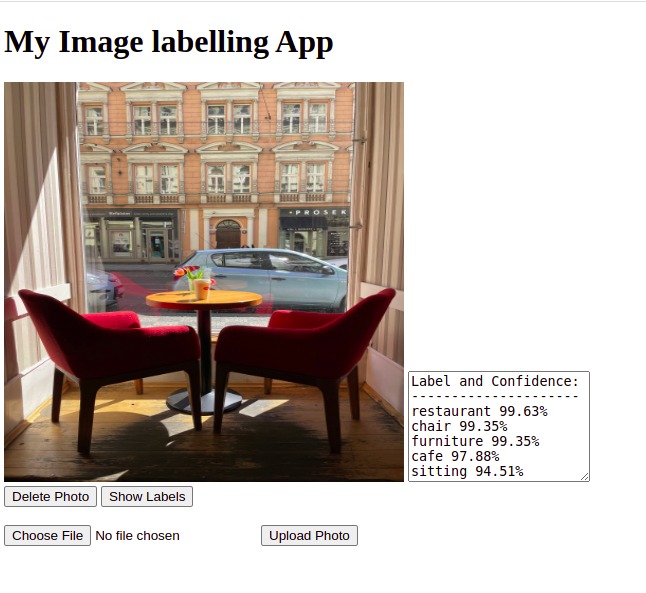 My Image labelling App
PROSEK
Label and Confidence:
---------------------
restaurant 99.63%
chair 99.35%
furniture 99.35%
cafe 97.88%
sitting 94.51%
Delete Photo Show Labels
Choose File No file chosen Upload Photo